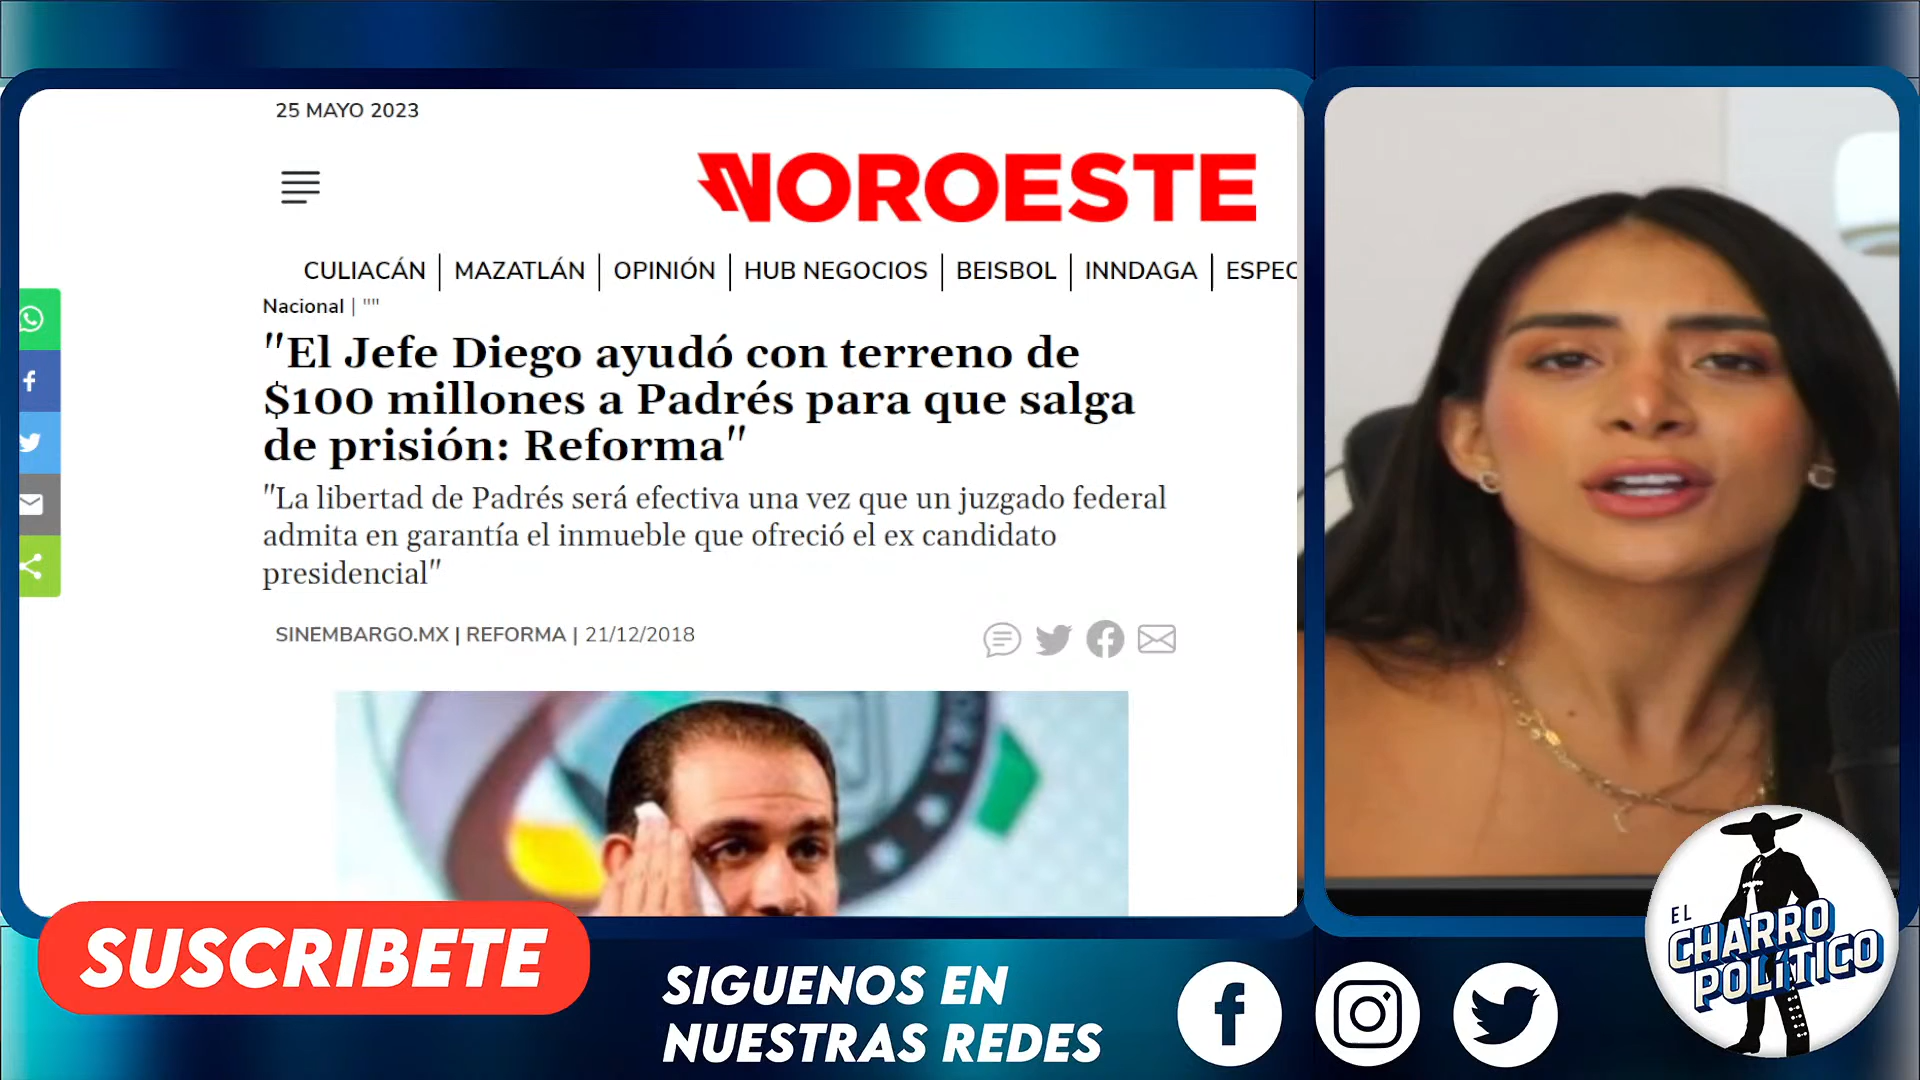 25 MAYO 2023
NOROESTE
CULIACÁN | MAZATLÁN | OPINIÓN | HUB NEGOCIOS | BEISBOL | INNDAGA | ESPEC
Nacional | ""
"El Jefe Diego ayudó con terreno de
$100 millones a Padrés para que salga
de prisión: Reforma"
"La libertad de Padrés será efectiva una vez que un juzgado federal
admita en garantía el inmueble que ofreció el ex candidato
presidencial"
SINEMBARGO.MX | REFORMA | 21/12/2018
SUSCRIBETE
SIGUENOS EN
NUESTRAS REDES
EL
CHARRO
POLÍTICO